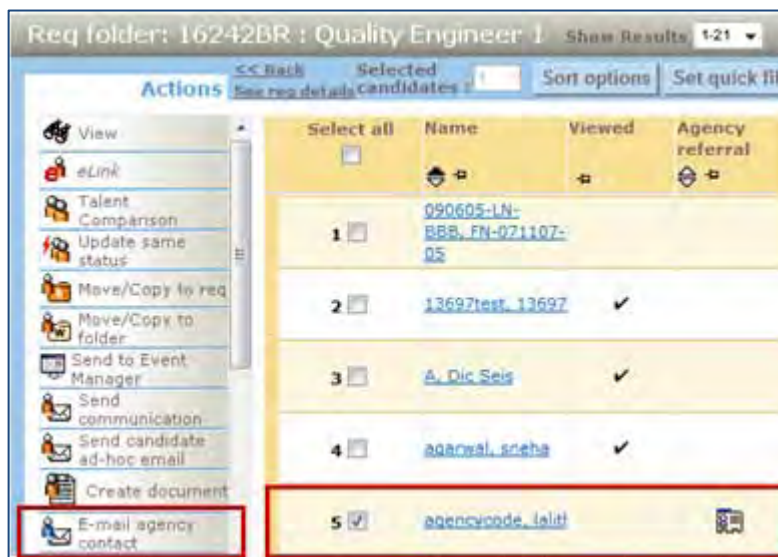 Req folder: 16242BR : Quality Engineer 1 Show Results 1-21
Actions
<< Back
See req details
Selected
candidates :
1
Sort options
Set quick fil
View
eLink
Talent
Comparison
Update same
status
Move/Copy to req
Move/Copy to
folder
Send to Event
Manager
Send
communication
Send candidate
ad-hoc email
Create document
E-mail agency
contact
Select all
Name
Viewed
Agency
referral
1
090605-LN-
BBB, FN-071107-
05
2
13697test, 13697
3
A, Dic Seis
4
agarwal, sneha
5
agencycode, lalit